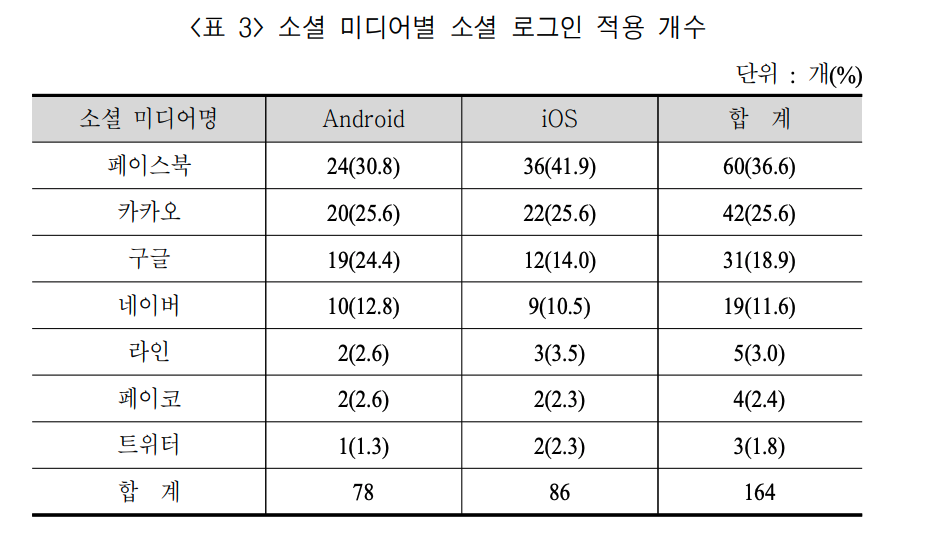 <표 3> 소셜 미디어별 소셜 로그인 적용 개수
단위 : 개(%)
소셜 미디어명 Android iOS 합 계
페이스북 24(30.8) 36(41.9) 60(36.6)
카카오 20(25.6) 22(25.6) 42(25.6)
구글 19(24.4) 12(14.0) 31(18.9)
네이버 10(12.8) 9(10.5) 19(11.6)
라인 2(2.6) 3(3.5) 5(3.0)
페이코 2(2.6) 2(2.3) 4(2.4)
트위터 1(1.3) 2(2.3) 3(1.8)
합 계 78 86 164